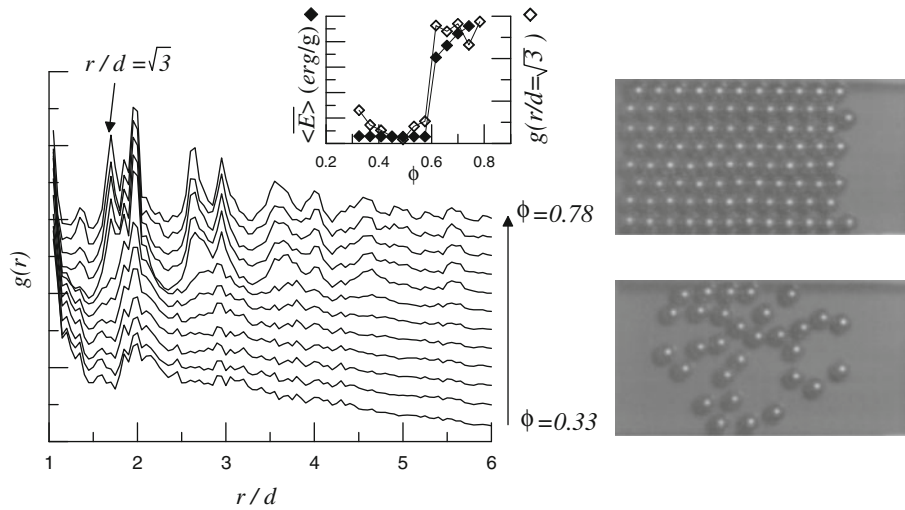 <E> (erg/g)
g(r/d=√3)
0.2 0.4 0.6 0.8
ϕ
r/d=√3
g(r)
ϕ=0.78
ϕ=0.33
1 2 3 4 5 6
r/d